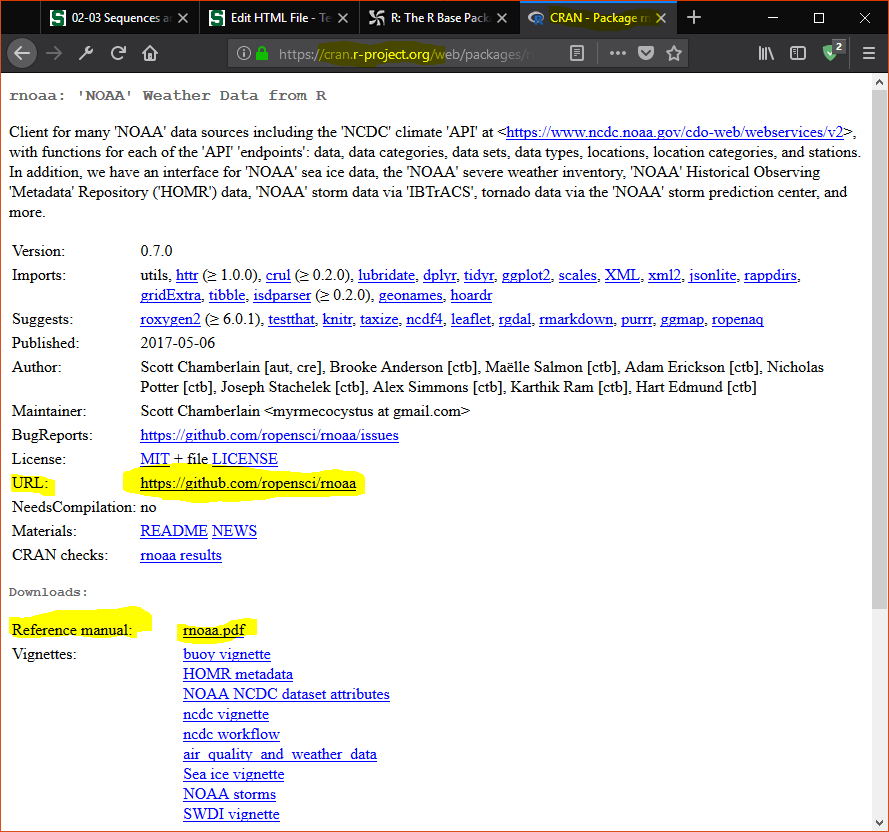 02-03 Sequences a
Edit HTML File - Te
R: The R Base Pack
CRAN - Package rn
https://cran.r-project.org/web/packages/r
2
rnoaa: 'NOAA' Weather Data from R
Client for many 'NOAA' data sources including the 'NCDC' climate 'API' at <https://www.ncdc.noaa.gov/cdo-web/webservices/v2>,
with functions for each of the 'API' 'endpoints': data, data categories, data sets, data types, locations, location categories, and stations.
In addition, we have an interface for 'NOAA' sea ice data, the 'NOAA' severe weather inventory, 'NOAA' Historical Observing
'Metadata' Repository ('HOMR') data, 'NOAA' storm data via 'IBTrACS', tornado data via the 'NOAA' storm prediction center, and
more.
Version: 0.7.0
Imports: utils, httr (≥ 1.0.0), crul (≥ 0.2.0), lubridate, dplyr, tidyr, ggplot2, scales, XML, xml2, jsonlite, rappdirs,
gridExtra, tibble, isdparser (≥ 0.2.0), geonames, hoardr
Suggests: roxygen2 (≥ 6.0.1), testthat, knitr, taxize, ncdf4, leaflet, rgdal, rmarkdown, purrr, ggmap, ropenaq
Published: 2017-05-06
Author: Scott Chamberlain [aut, cre], Brooke Anderson [ctb], Maëlle Salmon [ctb], Adam Erickson [ctb], Nicholas
Potter [ctb], Joseph Stachelek [ctb], Alex Simmons [ctb], Karthik Ram [ctb], Hart Edmund [ctb]
Maintainer: Scott Chamberlain <myrmecocystus at gmail.com>
BugReports: https://github.com/ropensci/rnoaa/issues
License: MIT + file LICENSE
URL: https://github.com/ropensci/rnoaa
NeedsCompilation: no
Materials: README NEWS
CRAN checks: rnoaa results
Downloads:
Reference manual: rnoaa.pdf
Vignettes: buoy vignette
HOMR metadata
NOAA NCDC dataset attributes
ncdc vignette
ncdc workflow
air_quality_and_weather_data
Sea ice vignette
NOAA storms
SWDI vignette